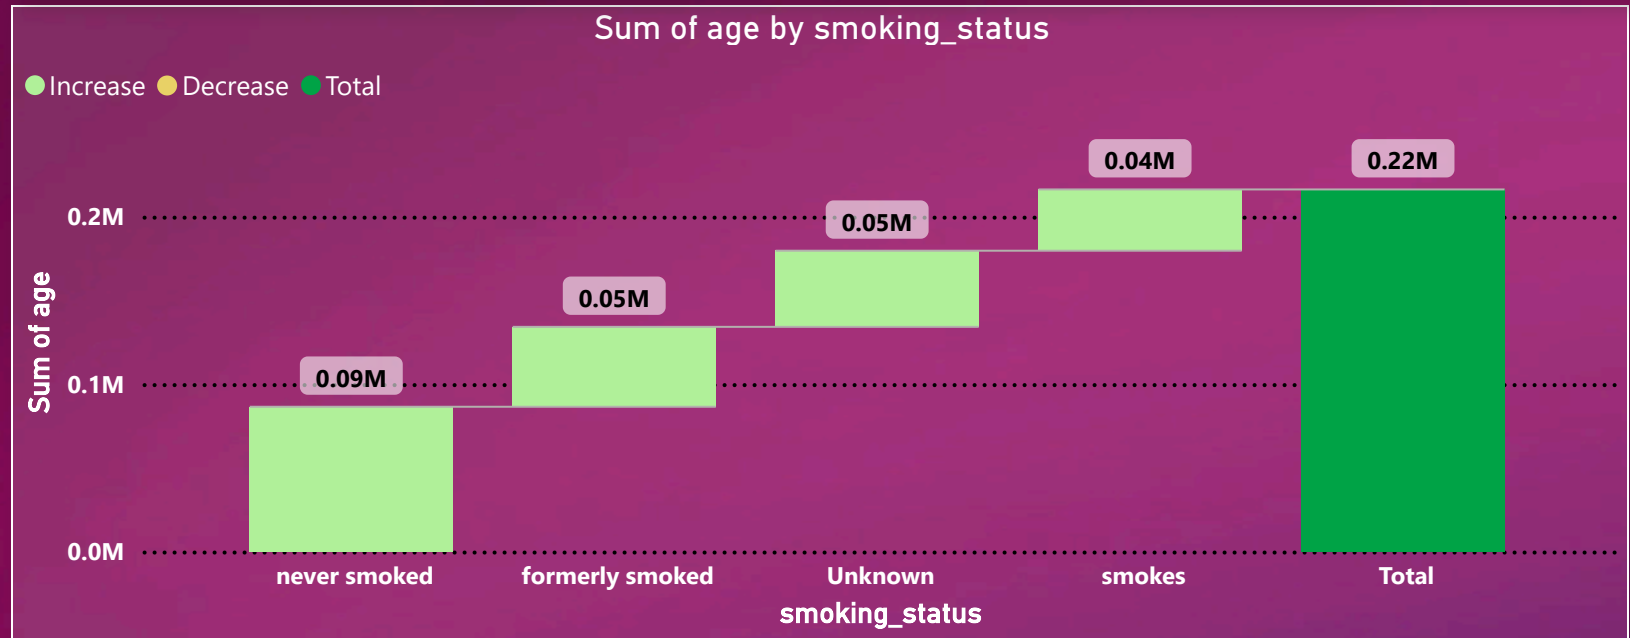 Sum of age by smoking_status
Increase Decrease Total
0.04M 0.22M
0.2M
0.05M
0.05M
0.09M
0.1M
0.0M
Sum of age
never smoked formerly smoked Unknown smokes Total
smoking_status